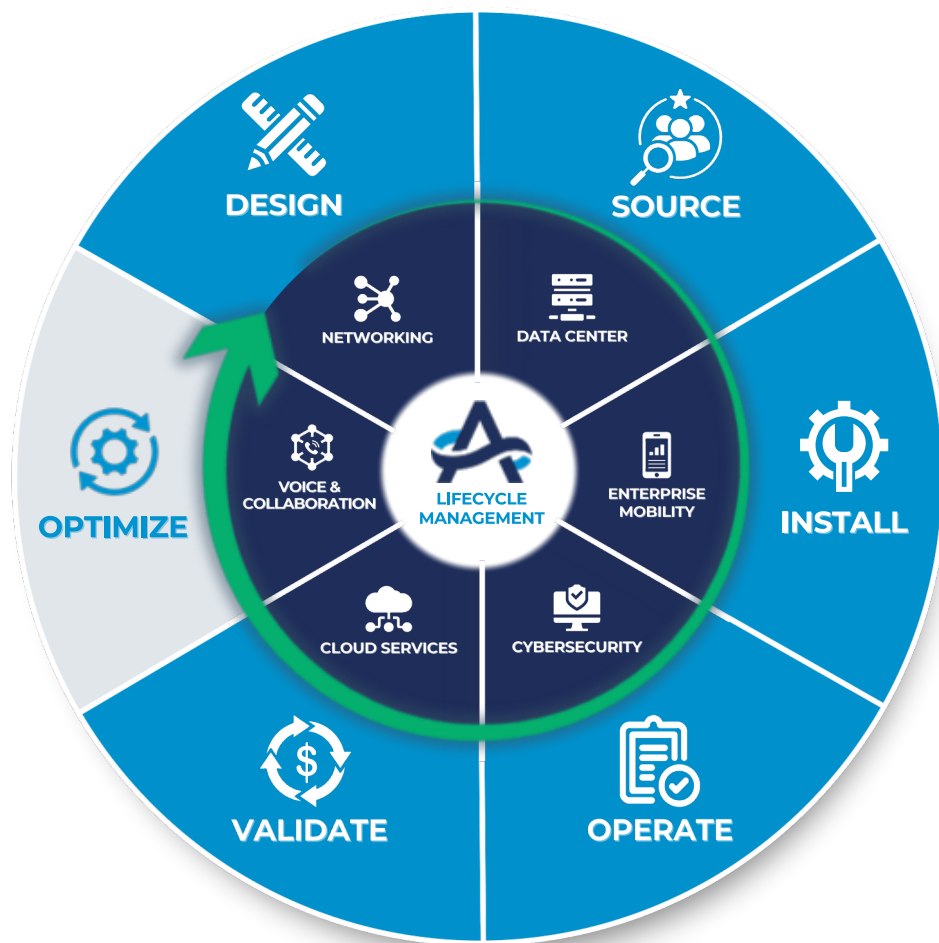 DESIGN
SOURCE
NETWORKING
DATA CENTER
OPTIMIZE
VOICE &
COLLABORATION
LIFECYCLE
MANAGEMENT
ENTERPRISE
MOBILITY
INSTALL
CLOUD SERVICES
CYBERSECURITY
$
VALIDATE
OPERATE